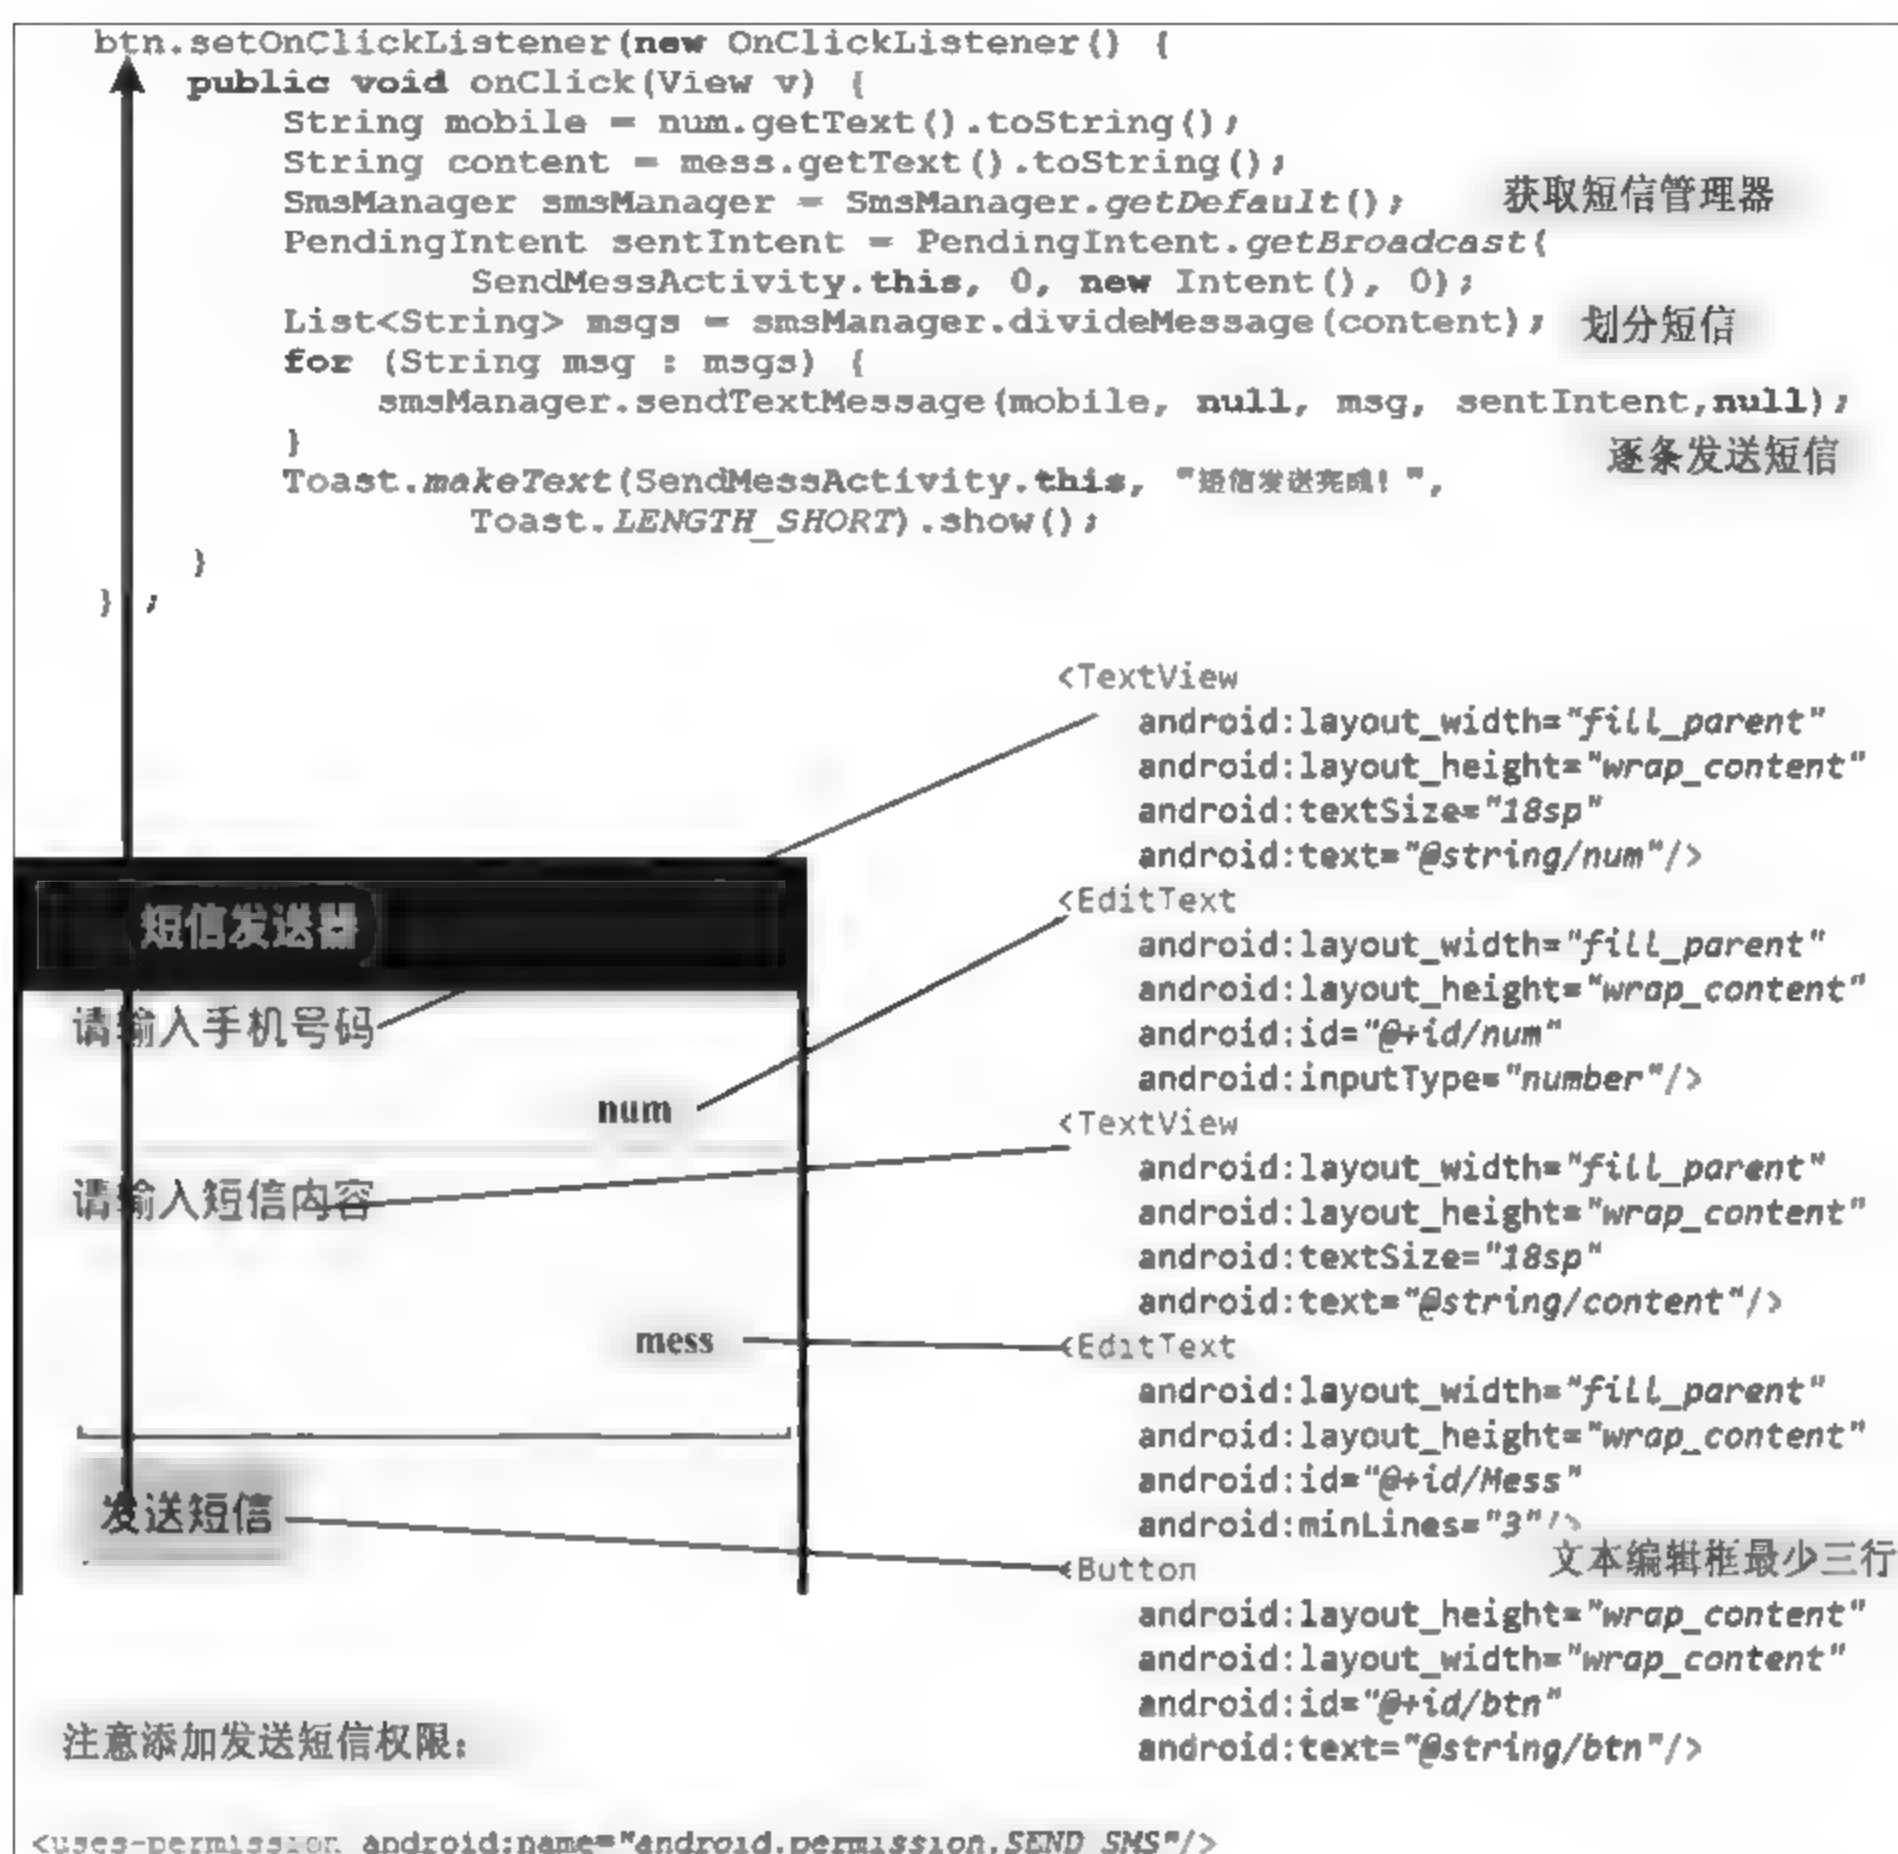 btn.setOnClickListener(new OnClickListener() {
public void onClick(View v) {
String mobile = num.getText().toString();
String content = mess.getText().toString();
SmsManager smsManager = SmsManager.getDefault();
获取短信管理器
PendingIntent sentIntent = PendingIntent.getBroadcast(
SendMessActivity.this, 0, new Intent(), 0);
List<String> msgs = smsManager.divideMessage(content);
划分短信
for (String msg : msgs) {
smsManager.sendTextMessage(mobile, null, msg, sentIntent,null);
}
逐条发送短信
Toast.makeText(SendMessActivity.this, "短信发送完成！",
Toast.LENGTH_SHORT).show();
}
} ;
短信发送器
请输入手机号码
num
请输入短信内容
mess
发送短信
<TextView
android:layout_width="fill_parent"
android:layout_height="wrap_content"
android:textSize="18sp"
android:text="@string/num"/>
<EditText
android:layout_width="fill_parent"
android:layout_height="wrap_content"
android:id="@+id/num"
android:inputType="number"/>
<TextView
android:layout_width="fill_parent"
android:layout_height="wrap_content"
android:textSize="18sp"
android:text="@string/content"/>
<EditText
android:layout_width="fill_parent"
android:layout_height="wrap_content"
android:id="@+id/Mess"
android:minLines="3"/>
文本编辑框最少三行
<Button
android:layout_height="wrap_content"
android:layout_width="wrap_content"
android:id="@+id/btn"
android:text="@string/btn"/>
注意添加发送短信权限：
<uses-permission android:name="android.permission.SEND_SMS"/>